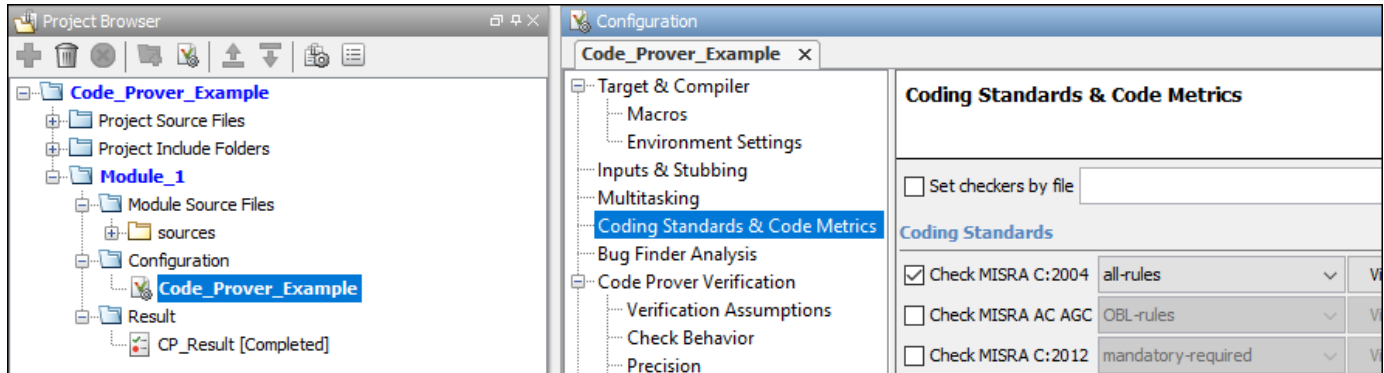 Project Browser
Code_Prover_Example
Project Source Files
Project Include Folders
Module_1
Module Source Files
sources
Configuration
Code_Prover_Example
Result
CP_Result [Completed]
Configuration
Code_Prover_Example X
Target & Compiler
Macros
Environment Settings
Inputs & Stubbing
Multitasking
Coding Standards & Code Metrics
Bug Finder Analysis
Code Prover Verification
Verification Assumptions
Check Behavior
Precision
Coding Standards & Code Metrics
Set checkers by file
Coding Standards
Check MISRA C:2004 all-rules Vi
Check MISRA AC AGC OBL-rules Vi
Check MISRA C:2012 mandatory-required Vi